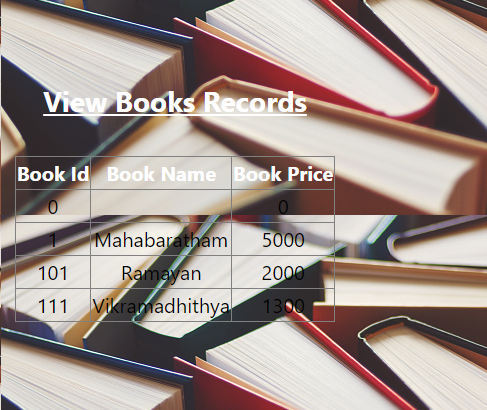 View Books Records
Book Id Book Name Book Price
0 0
1 Mahabaratham 5000
101 Ramayan 2000
111 Vikramadhithya 1300